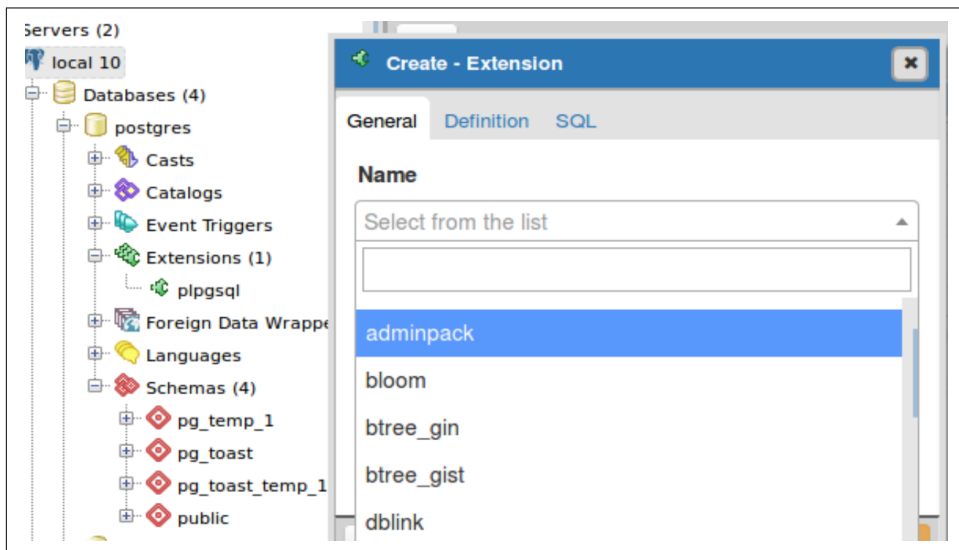 Servers (2)
local 10
Databases (4)
postgres
Casts
Catalogs
Event Triggers
Extensions (1)
plpgsql
Foreign Data Wrappe
Languages
Schemas (4)
pg_temp_1
pg_toast
pg_toast_temp_1
public
Create - Extension
General Definition SQL
Name
Select from the list
adminpack
bloom
btree_gin
btree_gist
dblink